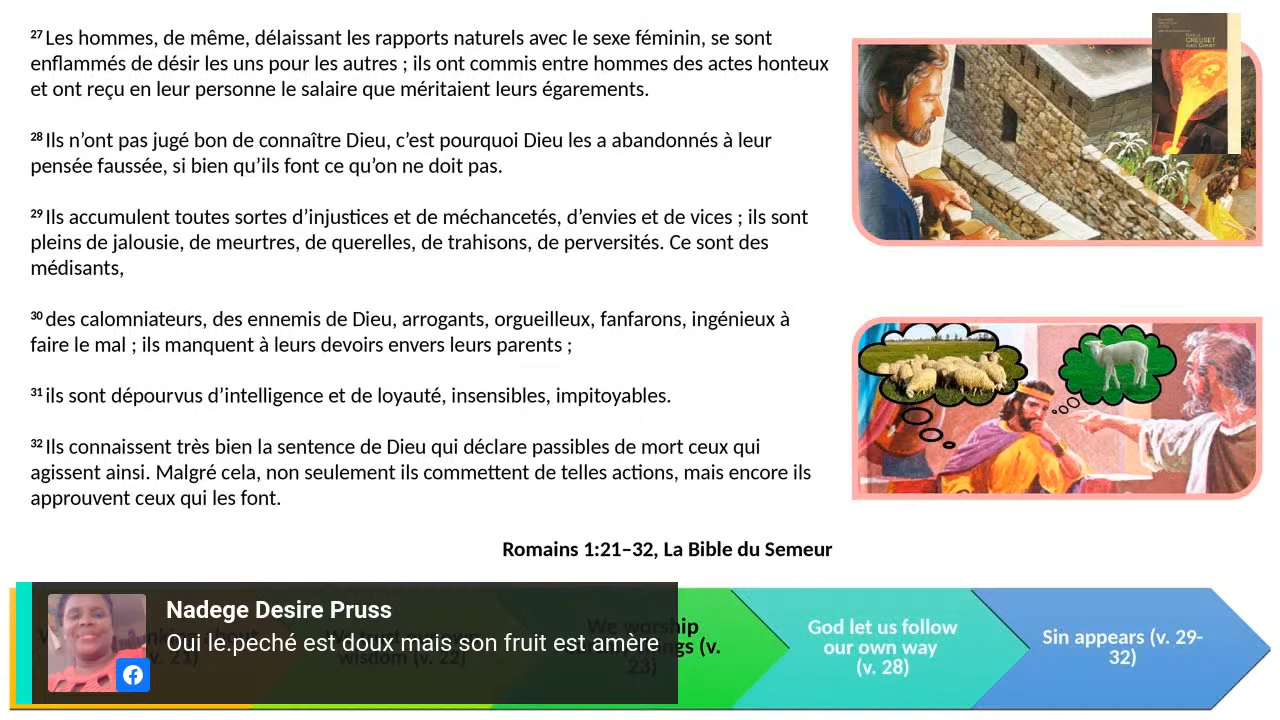 ²⁷ Les hommes, de même, délaissant les rapports naturels avec le sexe féminin, se sont
enflammés de désir les uns pour les autres ; ils ont commis entre hommes des actes honteux
et ont reçu en leur personne le salaire que méritaient leurs égarements.
²⁸ Ils n’ont pas jugé bon de connaître Dieu, c’est pourquoi Dieu les a abandonnés à leur
pensée faussée, si bien qu’ils font ce qu’on ne doit pas.
²⁹ Ils accumulent toutes sortes d’injustices et de méchancetés, d’envies et de vices ; ils sont
pleins de jalousie, de meurtres, de querelles, de trahisons, de perversités. Ce sont des
médisants,
³⁰ des calomniateurs, des ennemis de Dieu, arrogants, orgueilleux, fanfarons, ingénieux à
faire le mal ; ils manquent à leurs devoirs envers leurs parents ;
³¹ ils sont dépourvus d’intelligence et de loyauté, insensibles, impitoyables.
³² Ils connaissent très bien la sentence de Dieu qui déclare passibles de mort ceux qui
agissent ainsi. Malgré cela, non seulement ils commettent de telles actions, mais encore ils
approuvent ceux qui les font.
Romains 1:21–32, La Bible du Semeur
CREUSET
Nadege Desire Pruss
Oui le.peché est doux mais son fruit est amère
We worship
(v.
23)
wisdom (v. 22)
v. 21)
God let us follow
our own way
(v. 28)
Sin appears (v. 29-
32)